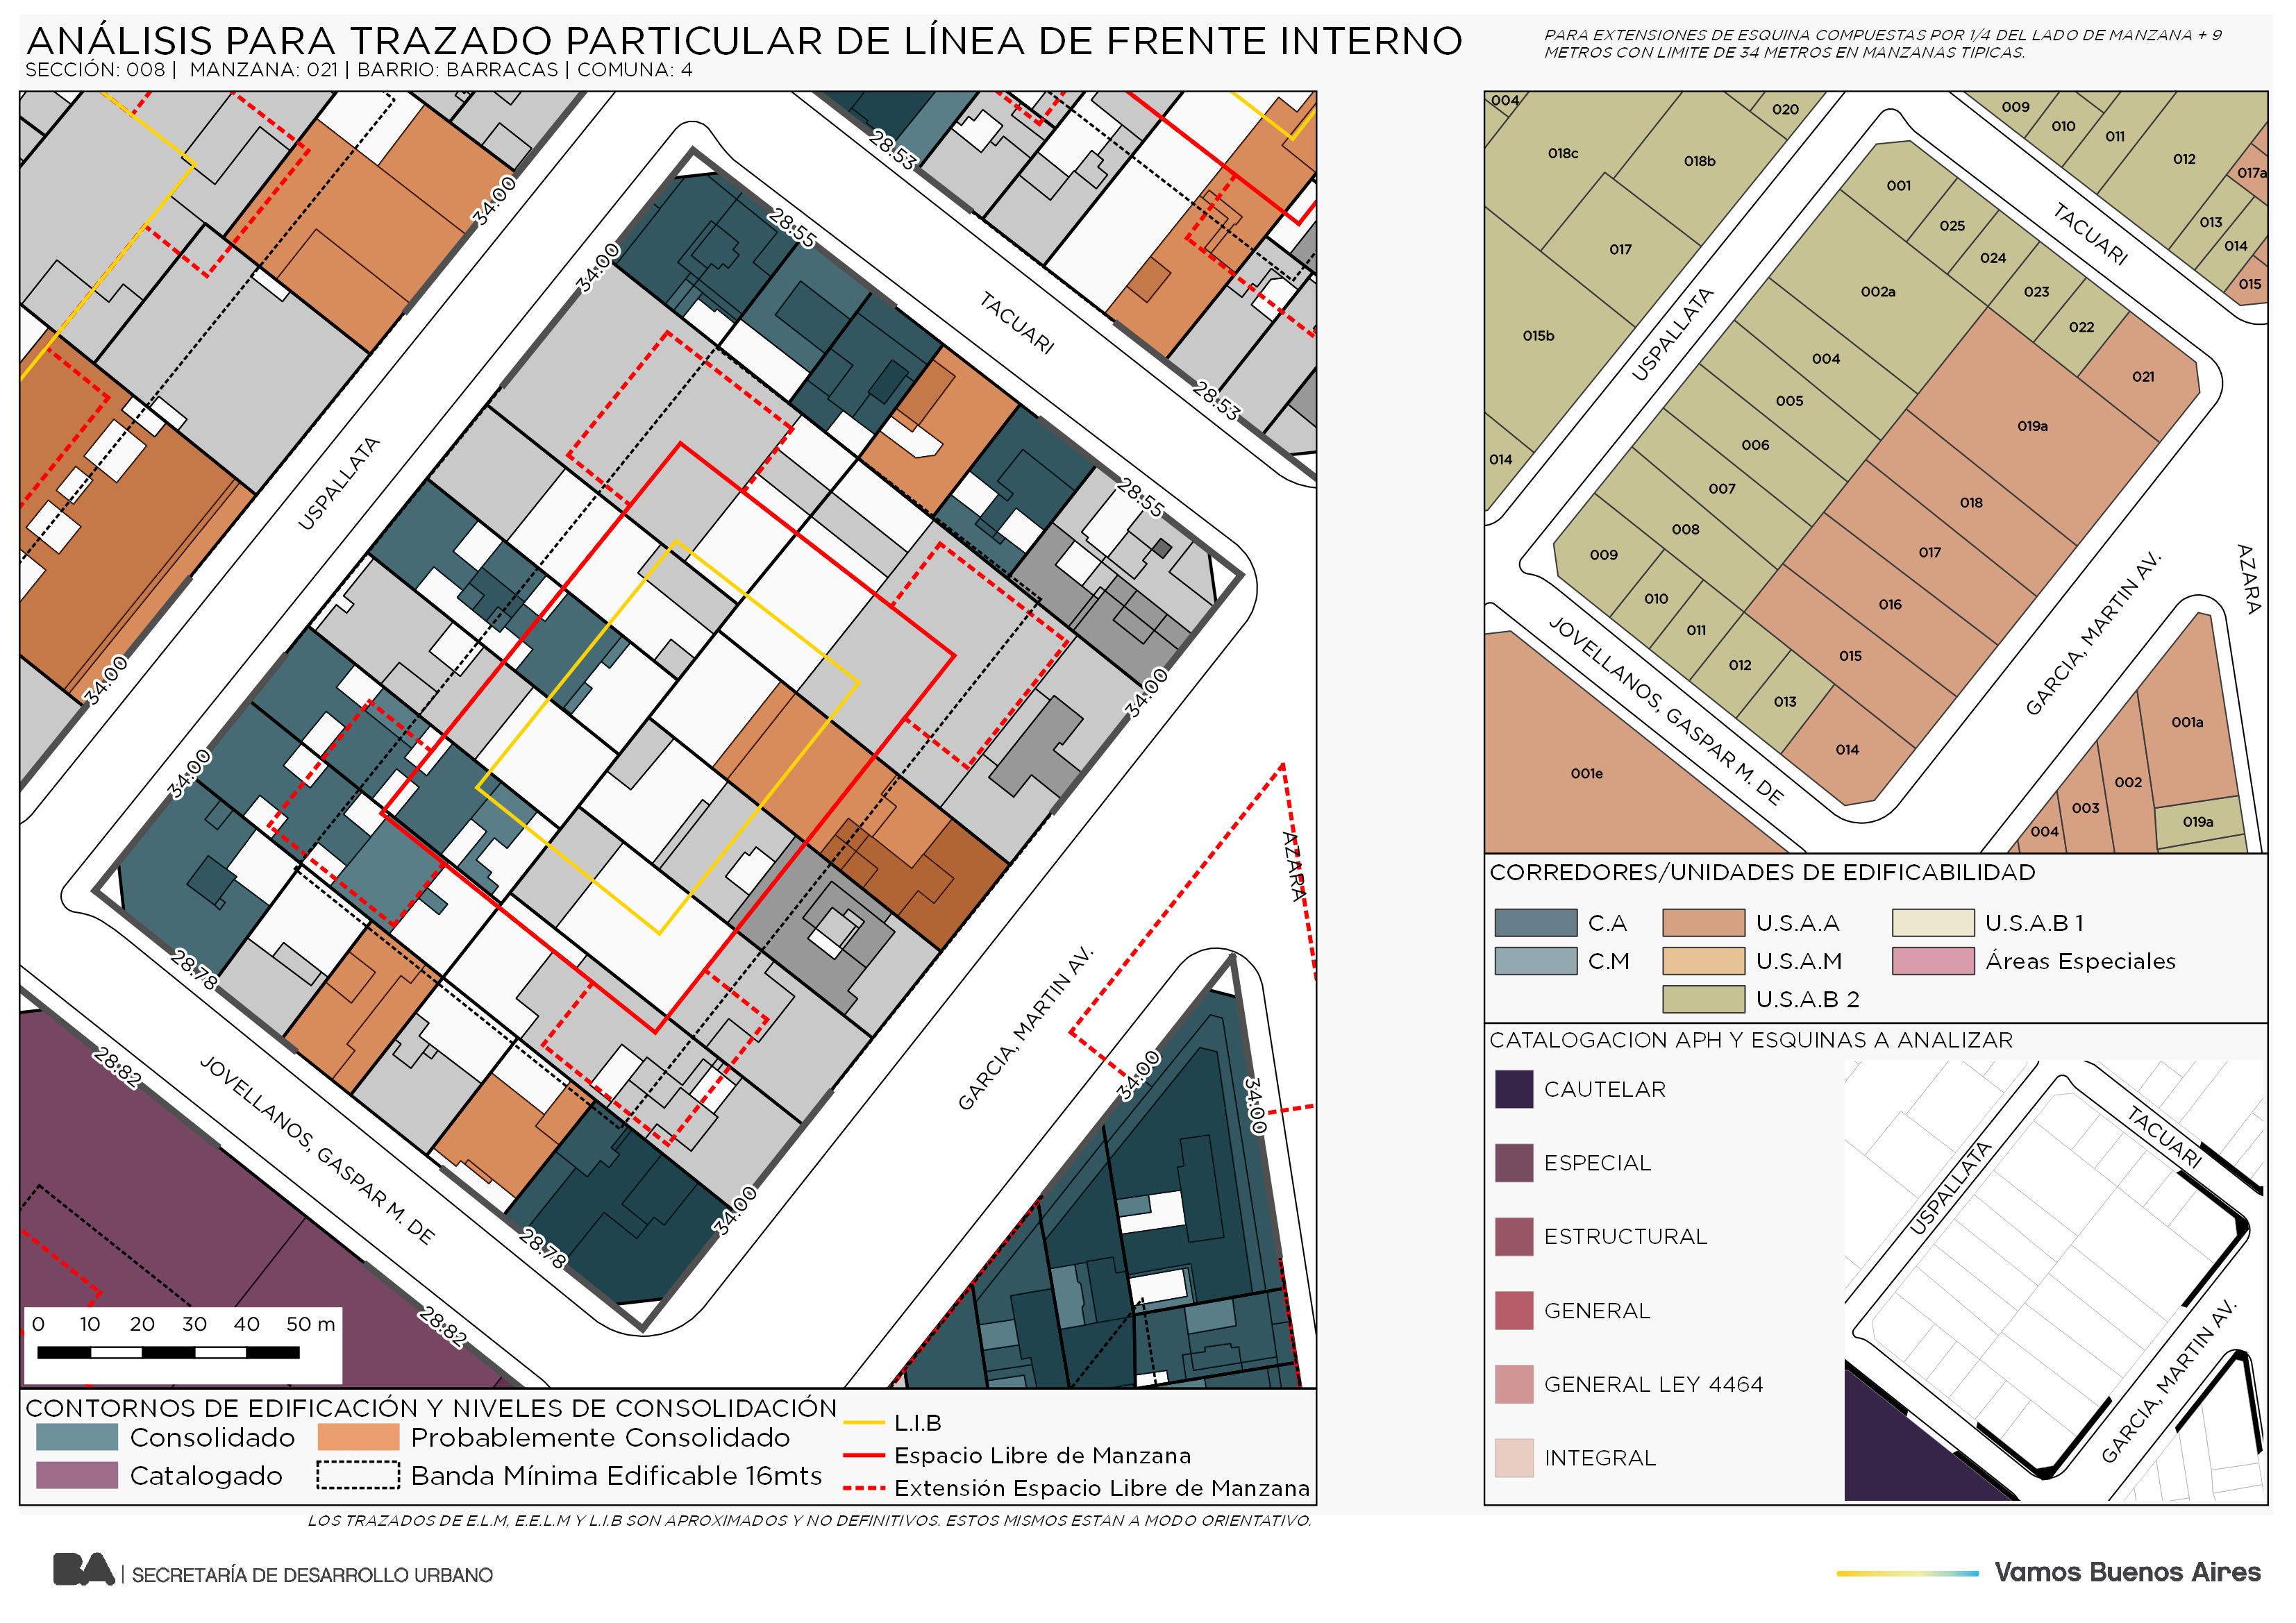 ANÁLISIS PARA TRAZADO PARTICULAR DE LÍNEA DE FRENTE INTERNO
SECCIÓN: 008 | MANZANA: 021 | BARRIO: BARRACAS | COMUNA: 4
PARA EXTENSIONES DE ESQUINA COMPUESTAS POR 1/4 DEL LADO DE MANZANA + 9
METROS CON LIMITE DE 34 METROS EN MANZANAS TIPICAS.
28.53
34.00
28.55
34.00
TACUARI
28.53
USPALLATA
28.55
34.00
34.00
34.00
AZARA
28.78
GARCIA, MARTIN AV.
28.82
JOVELLANOS, GASPAR M. DE
34.00
34.00
34.00
28.78
28.82
0 10 20 30 40 50 m
CONTORNOS DE EDIFICACIÓN Y NIVELES DE CONSOLIDACIÓN
Consolidado
Probablemente Consolidado
Catalogado
Banda Mínima Edificable 16mts
L.I.B
Espacio Libre de Manzana
Extensión Espacio Libre de Manzana
LOS TRAZADOS DE E.L.M, E.E.L.M Y L.I.B SON APROXIMADOS Y NO DEFINITIVOS. ESTOS MISMOS ESTAN A MODO ORIENTATIVO.
004
020
009
010
011
012
018c
018b
017a
001
013
025
TACUARI
014
017
024
015
002a
023
022
015b
USPALLATA
004
021
005
019a
006
014
007
018
008
017
009
AZARA
010
016
011
GARCIA, MARTIN AV.
012
015
013
JOVELLANOS, GASPAR M. DE
014
001a
001e
002
003
019a
004
CORREDORES/UNIDADES DE EDIFICABILIDAD
C.A
U.S.A.A
U.S.A.B 1
C.M
U.S.A.M
Áreas Especiales
U.S.A.B 2
CATALOGACION APH Y ESQUINAS A ANALIZAR
CAUTELAR
ESPECIAL
ESTRUCTURAL
GENERAL
GENERAL LEY 4464
INTEGRAL
TACUARI
USPALLATA
GARCIA, MARTIN AV.
BA | SECRETARÍA DE DESARROLLO URBANO
Vamos Buenos Aires